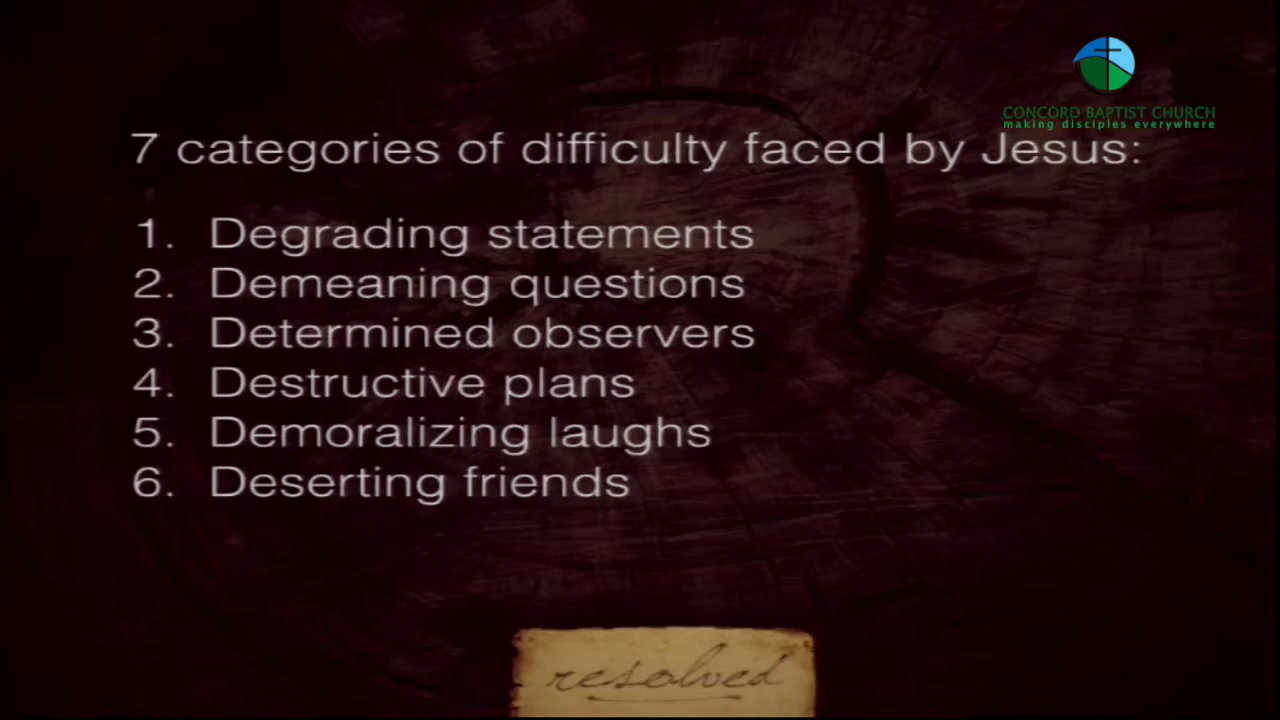 CONCORD BAPTIST CHURCH
making disciples everywhere
7 categories of difficulty faced by Jesus:
1. Degrading statements
2. Demeaning questions
3. Determined observers
4. Destructive plans
5. Demoralizing laughs
6. Deserting friends
resolved